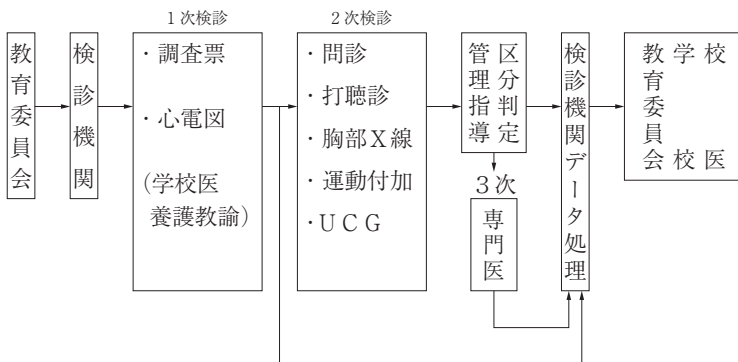 1次検診
2次検診
教育委員会
検診機関
・調査票
・心電図
(学校医
養護教諭)
・問診
・打聴診
・胸部X線
・運動付加
・UCG
区分判定
管理指導
3次
専門医
検診機関データ処理
校医
学校
教育委員会